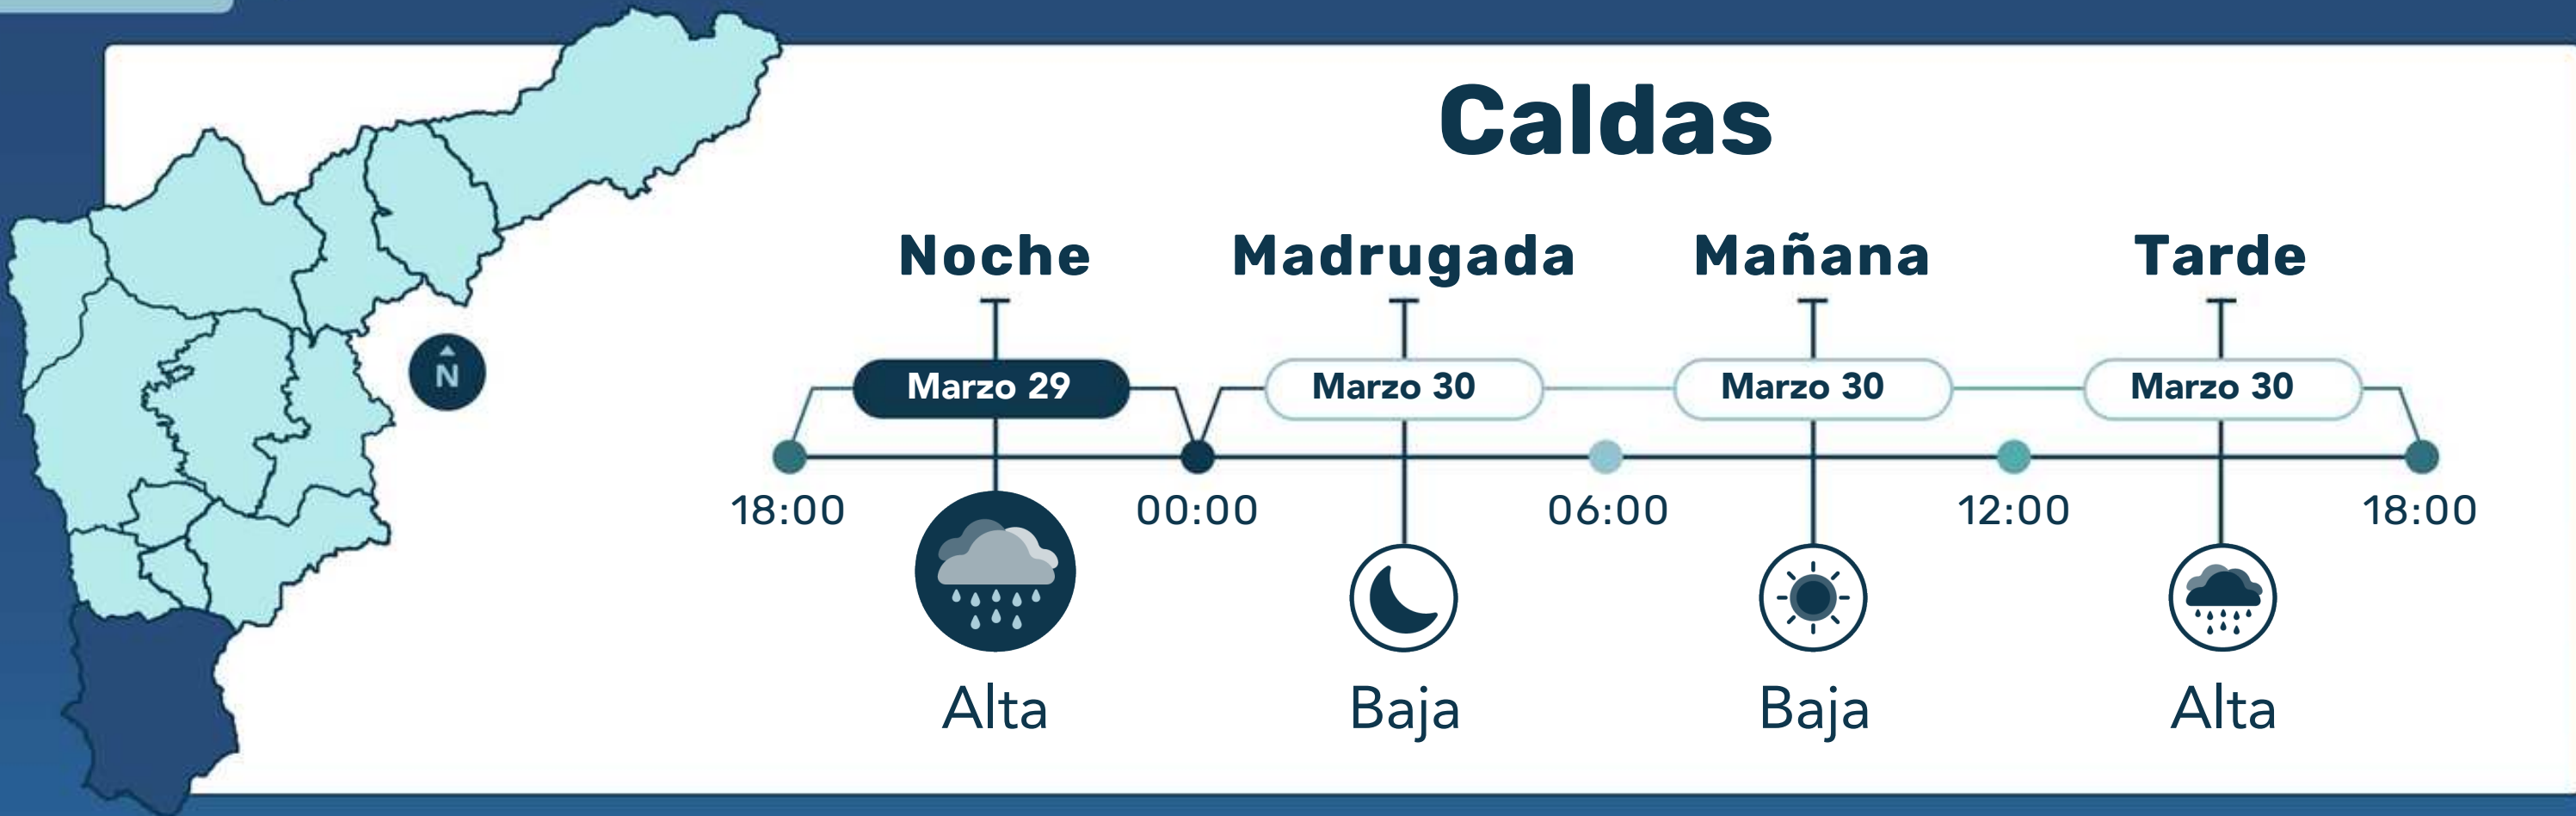 Caldas
Noche Madrugada Mañana Tarde
Marzo 29 Marzo 30 Marzo 30 Marzo 30
N
18:00 00:00 06:00 12:00 18:00
Alta Baja Baja Alta